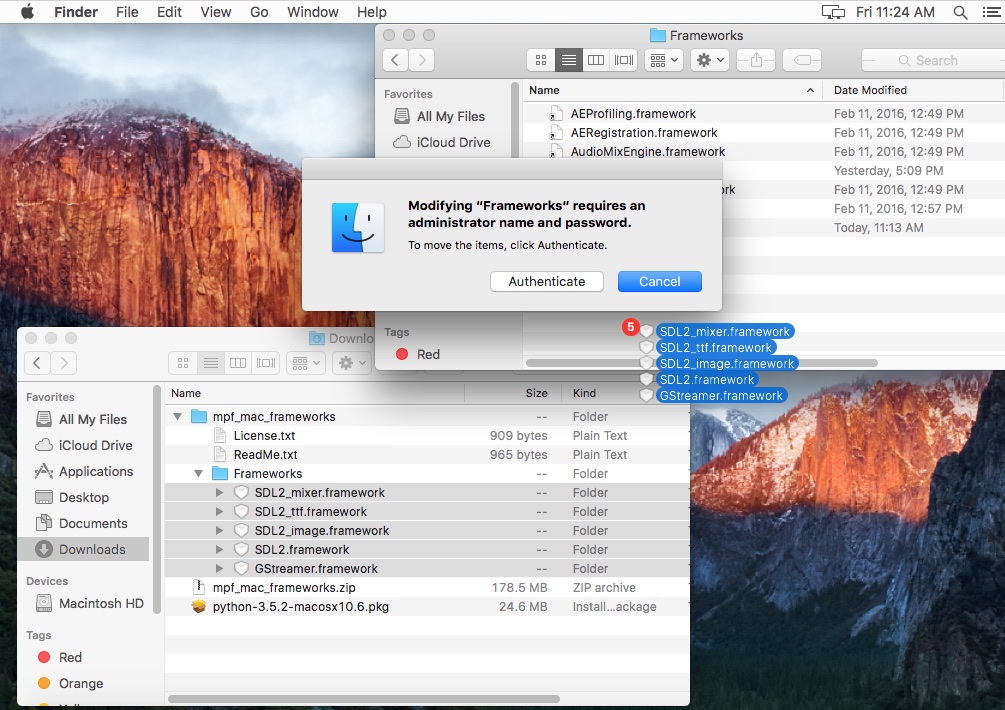 Finder File Edit View Go Window Help Fri 11:24 AM
Frameworks
Search
Favorites
All My Files
iCloud Drive
Name Date Modified
AEProfiling.framework Feb 11, 2016, 12:49 PM
AERegistration.framework Feb 11, 2016, 12:49 PM
AudioMixEngine.framework Feb 11, 2016, 12:49 PM
Yesterday, 5:09 PM
rk Feb 11, 2016, 12:49 PM
Feb 11, 2016, 12:57 PM
Today, 11:13 AM
Modifying “Frameworks” requires an
administrator name and password.
To move the items, click Authenticate.
Authenticate Cancel
Tags
Red
5
SDL2_mixer.framework
SDL2_ttf.framework
SDL2_image.framework
SDL2.framework
GStreamer.framework
Downlo
Favorites
All My Files
iCloud Drive
Applications
Desktop
Documents
Downloads
Devices
Macintosh HD
Tags
Red
Orange
Name Size Kind
mpf_mac_frameworks -- Folder
License.txt 909 bytes Plain Text
ReadMe.txt 965 bytes Plain Text
Frameworks -- Folder
SDL2_mixer.framework -- Folder
SDL2_ttf.framework -- Folder
SDL2_image.framework -- Folder
SDL2.framework -- Folder
GStreamer.framework -- Folder
mpf_mac_frameworks.zip 178.5 MB ZIP archive
python-3.5.2-macosx10.6.pkg 24.6 MB Install...ackage